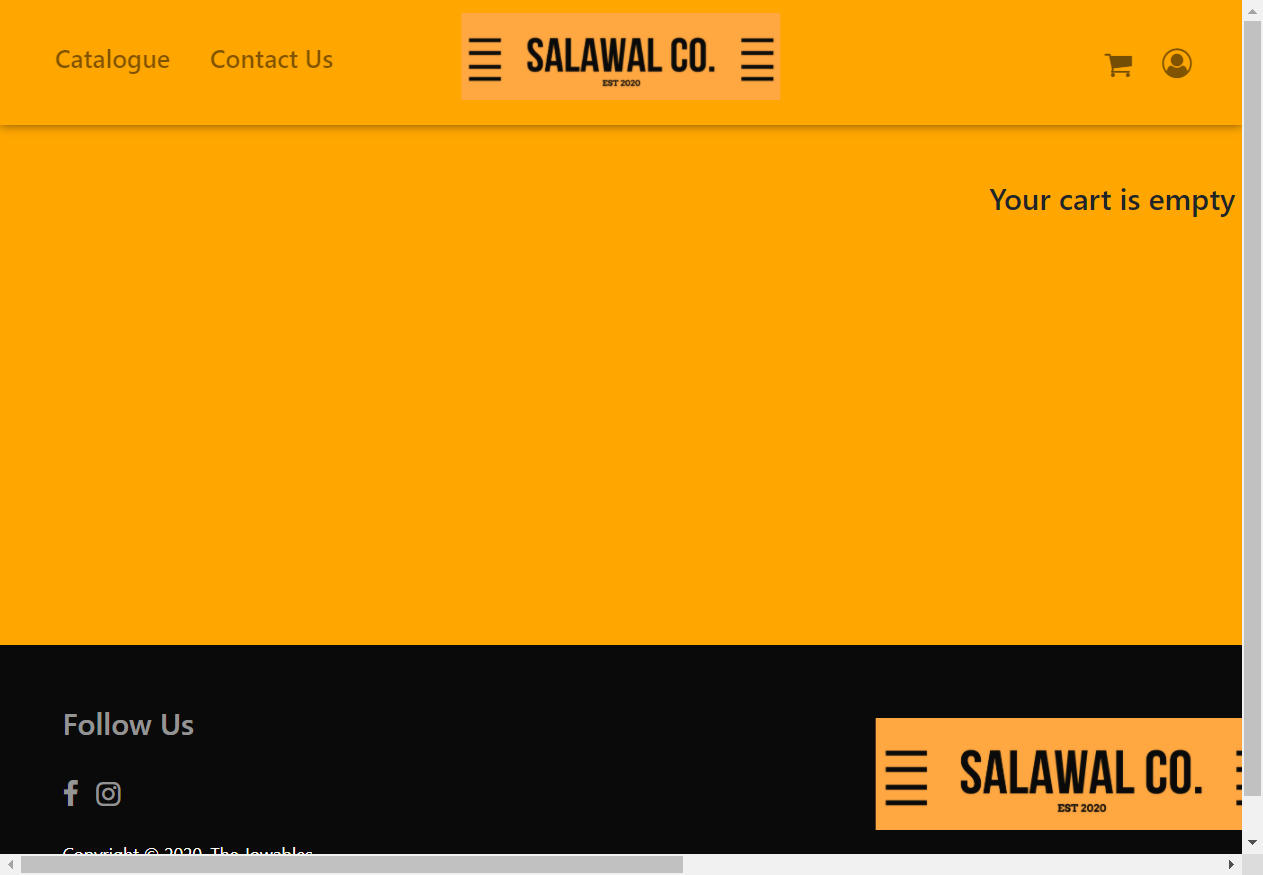 Catalogue
Contact Us
SALAWAL CO.
EST 2020
Your cart is empty
Follow Us
SALAWAL CO.
EST 2020
Copyright © 2020, The Jowables